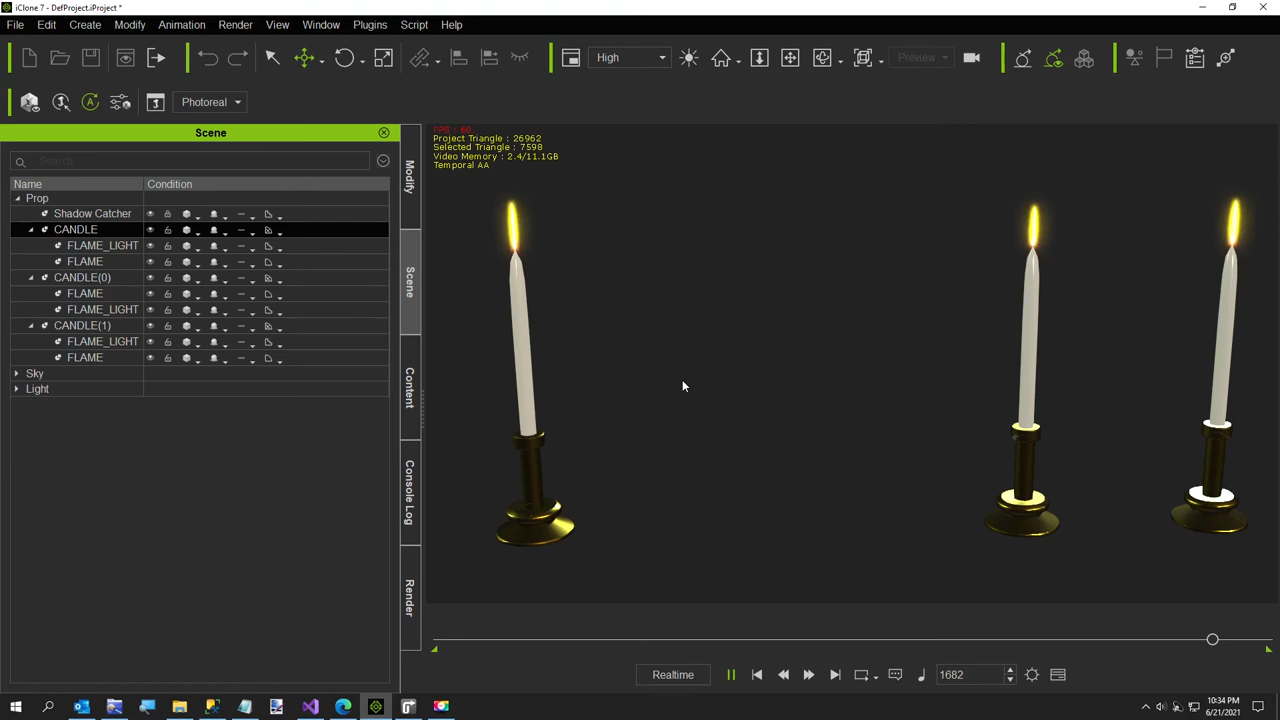 iClone 7 - DefProject.iProject *
File Edit Create Modify Animation Render View Window Plugins Script Help
High Preview
Photoreal
Scene
Search
Name Condition
Prop
Shadow Catcher
CANDLE
FLAME_LIGHT
FLAME
CANDLE(0)
FLAME
FLAME_LIGHT
CANDLE(1)
FLAME_LIGHT
FLAME
Sky
Light
Modify
Scene
Content
Console Log
Render
FPS : 60
Project Triangle : 26962
Selected Triangle : 7598
Video Memory : 2.4/11.1GB
Temporal AA
Realtime 1682
10:34 PM
6/21/2021